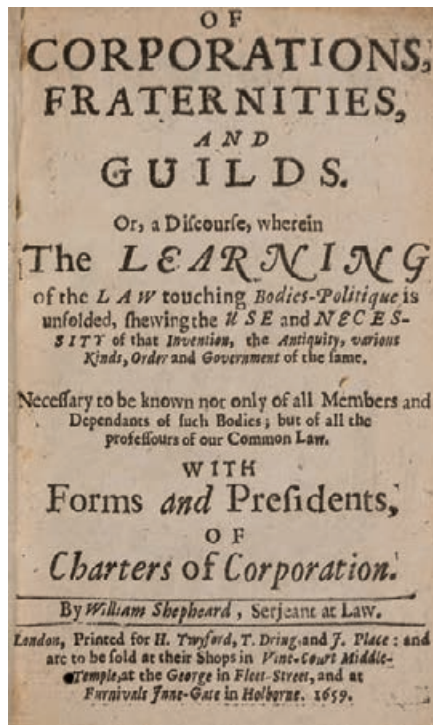 OF
CORPORATIONS,
FRATERNITIES,
AND
GUILDS.
Or, a Diſcourſe, wherein
The LEARNING
of the LAW touching Bodies-Politique is
unfolded, ſhewing the USE and NECES-
SITY of that Invention, the Antiquity, various
Kinds, Order and Government of the ſame.
Neceſſary to be known not only of all Members and
Dependants of ſuch Bodies; but of all the
profeſſours of our Common Law.
WITH
Forms and Preſidents,
OF
Charters of Corporation.
By William Shepheard, Serjeant at Law.
London, Printed for H. Twyford, T. Dring, and J. Place: and
are to be ſold at their Shops in Vine-Court Middle-
Temple, at the George in Fleet-Street, and at
Furnivals Inne-Gate in Holborne. 1659.